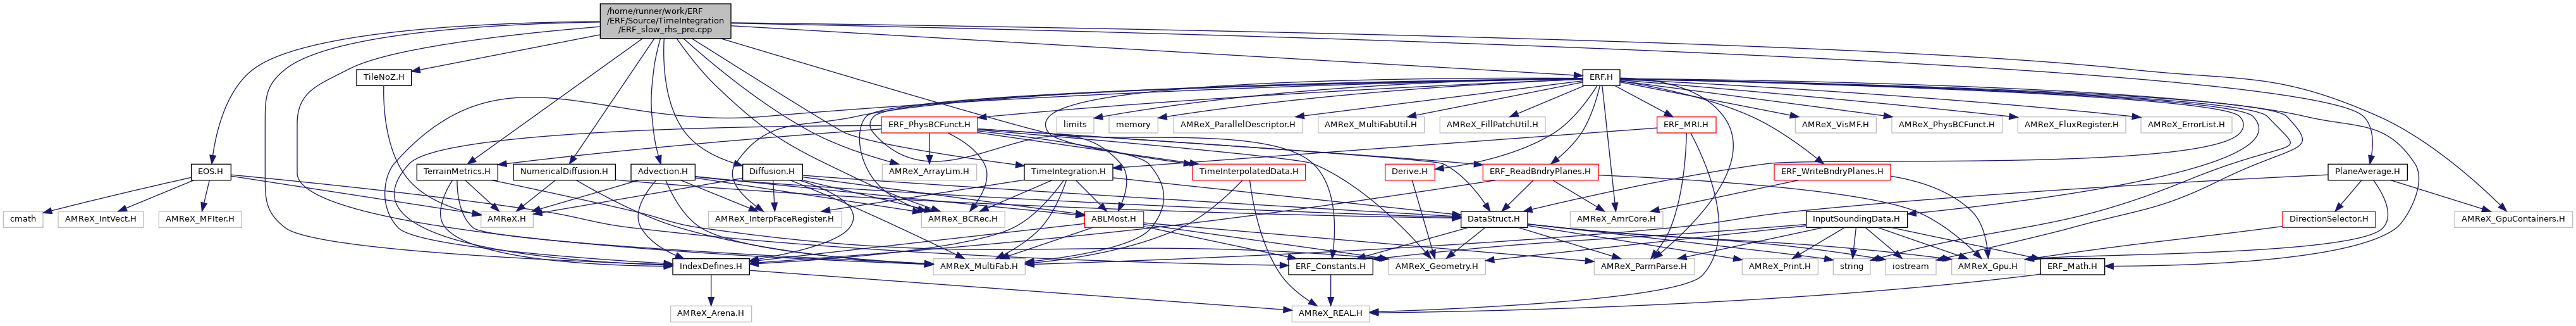 /home/runner/work/ERF
/ERF/Source/TimeIntegration
/ERF_slow_rhs_pre.cpp
TileNoZ.H
ERF.H
ERF_PhysBCFunct.H
limits
memory
AMReX_ParallelDescriptor.H
AMReX_MultiFabUtil.H
AMReX_FillPatchUtil.H
ERF_MRI.H
AMReX_VisMF.H
AMReX_PhysBCFunct.H
AMReX_FluxRegister.H
AMReX_ErrorList.H
EOS.H
TerrainMetrics.H
NumericalDiffusion.H
Advection.H
Diffusion.H
AMReX_ArrayLim.H
TimeIntegration.H
TimeInterpolatedData.H
Derive.H
ERF_ReadBndryPlanes.H
ERF_WriteBndryPlanes.H
PlaneAverage.H
cmath
AMReX_IntVect.H
AMReX_MFIter.H
AMReX.H
AMReX_InterpFaceRegister.H
AMReX_BCRec.H
ABLMost.H
DataStruct.H
AMReX_AmrCore.H
InputSoundingData.H
DirectionSelector.H
AMReX_GpuContainers.H
IndexDefines.H
AMReX_MultiFab.H
ERF_Constants.H
AMReX_Geometry.H
AMReX_ParmParse.H
AMReX_Print.H
string
iostream
AMReX_Gpu.H
ERF_Math.H
AMReX_Arena.H
AMReX_REAL.H